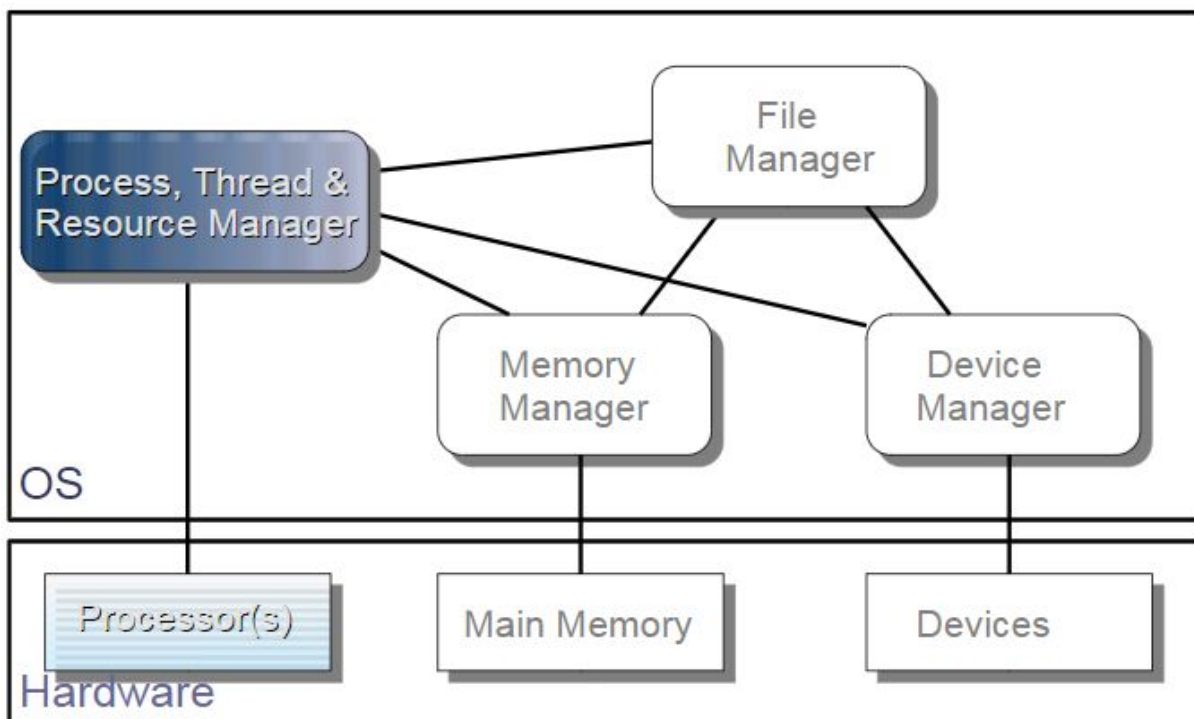 File
Manager
Process, Thread &
Resource Manager
Memory
Manager
Device
Manager
OS
Processor(s)
Main Memory
Devices
Hardware